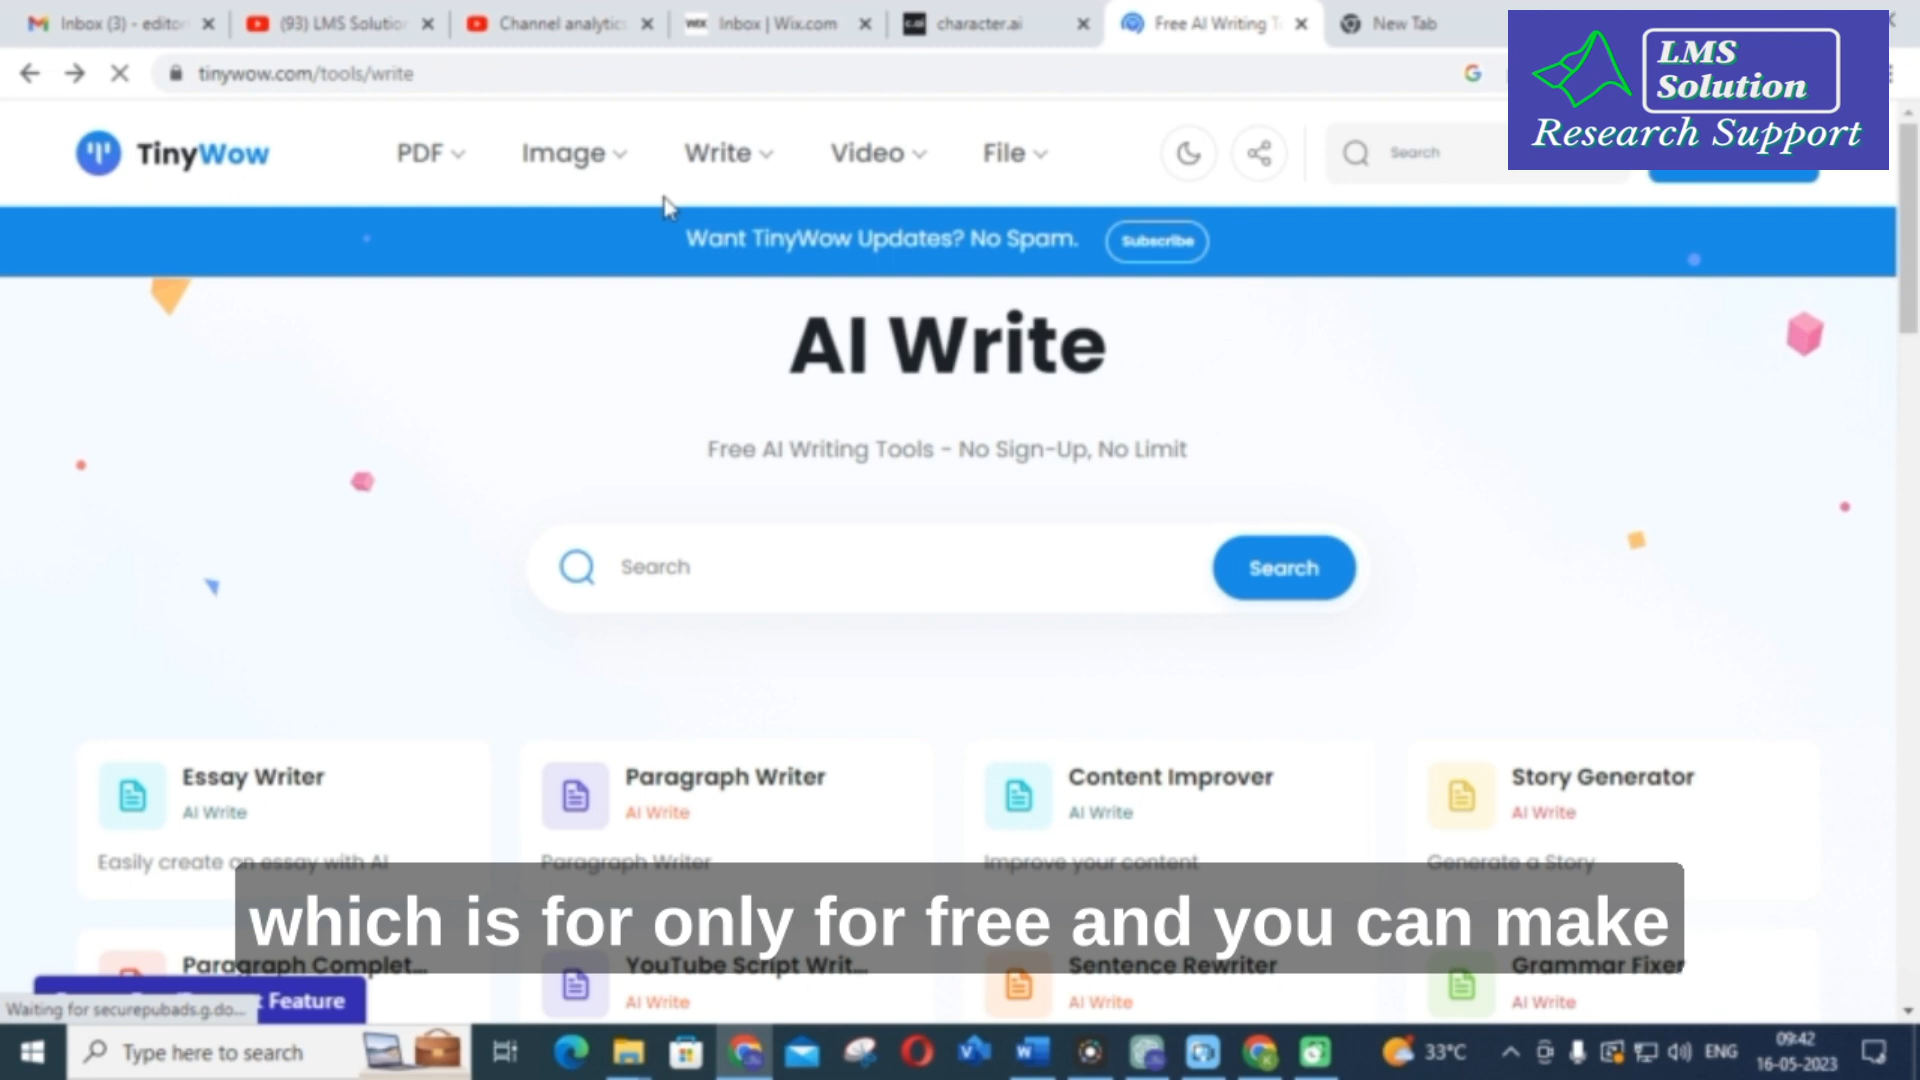 Inbox (3) - editor
(93) LMS Solution
Channel analytics
Inbox | Wix.com
character.ai
Free AI Writing T
New Tab
tinywow.com/tools/write
LMS
Solution
Research Support
TinyWow
PDF
Image
Write
Video
File
Search
Want TinyWow Updates? No Spam.
Subscribe
AI Write
Free AI Writing Tools - No Sign-Up, No Limit
Search
Search
Essay Writer
AI Write
Easily create an essay with AI
Paragraph Writer
AI Write
Paragraph Writer
Content Improver
AI Write
Improve your content
Story Generator
AI Write
Generate a Story
which is for only for free and you can make
Paragraph Complet...
YouTube Script Writ...
AI Write
Sentence Rewriter
AI Write
Grammar Fixer
AI Write
Feature
Waiting for securepubads.g.do...
Type here to search
33°C
ENG
09:42
16-05-2023